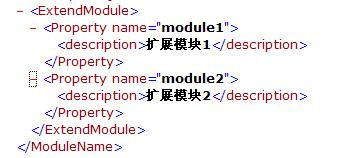 - <ExtendModule>
- <Property name="module1">
<description>扩展模块1</description>
</Property>
- <Property name="module2">
<description>扩展模块2</description>
</Property>
</ExtendModule>
</ModuleName>